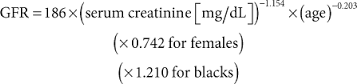 GFR = 186 × (serum creatinine [mg/dL])^−1.154 × (age)^−0.203
(× 0.742 for females)
(× 1.210 for blacks)